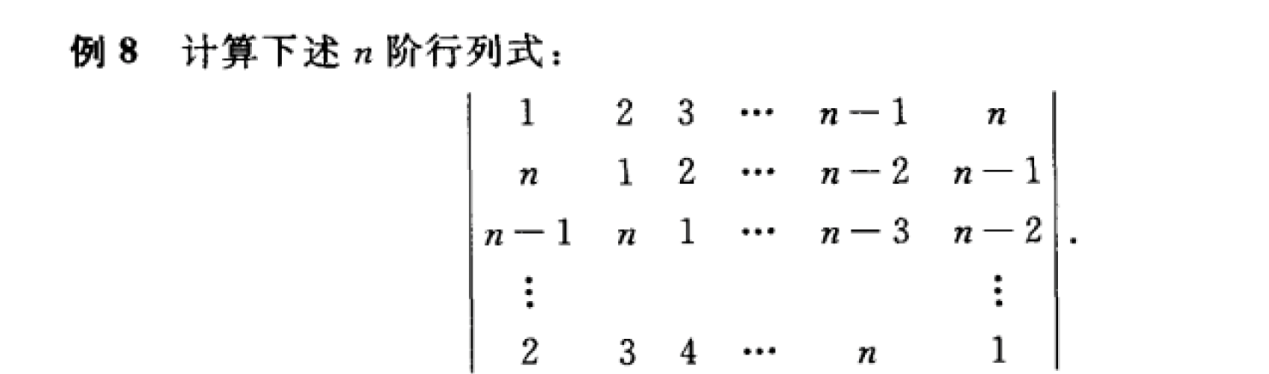 例 8 计算下述 n 阶行列式：
1 2 3 ⋯ n－1 n
n 1 2 ⋯ n－2 n－1
n－1 n 1 ⋯ n－3 n－2 .
⋮ ⋮
2 3 4 ⋯ n 1